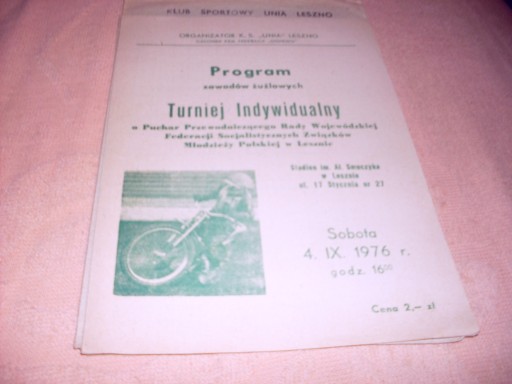 KLUB SPORTOWY UNIA LESZNO
ORGANIZATOR K. S. „UNIA" LESZNO
Program
zawodów żużlowych
Turniej Indywidualny
o Puchar Przewodniczącego Rady Wojewódzkiej
Federacji Socjalistycznych Związków
Młodzieży Polskiej w Lesznie
Stadion im. Al. Smoczyka
w Lesznie
ul. 17 Stycznia nr 27
Sobota
4. IX. 1976 r.
godz. 16⁰⁰
Cena 2,— zł